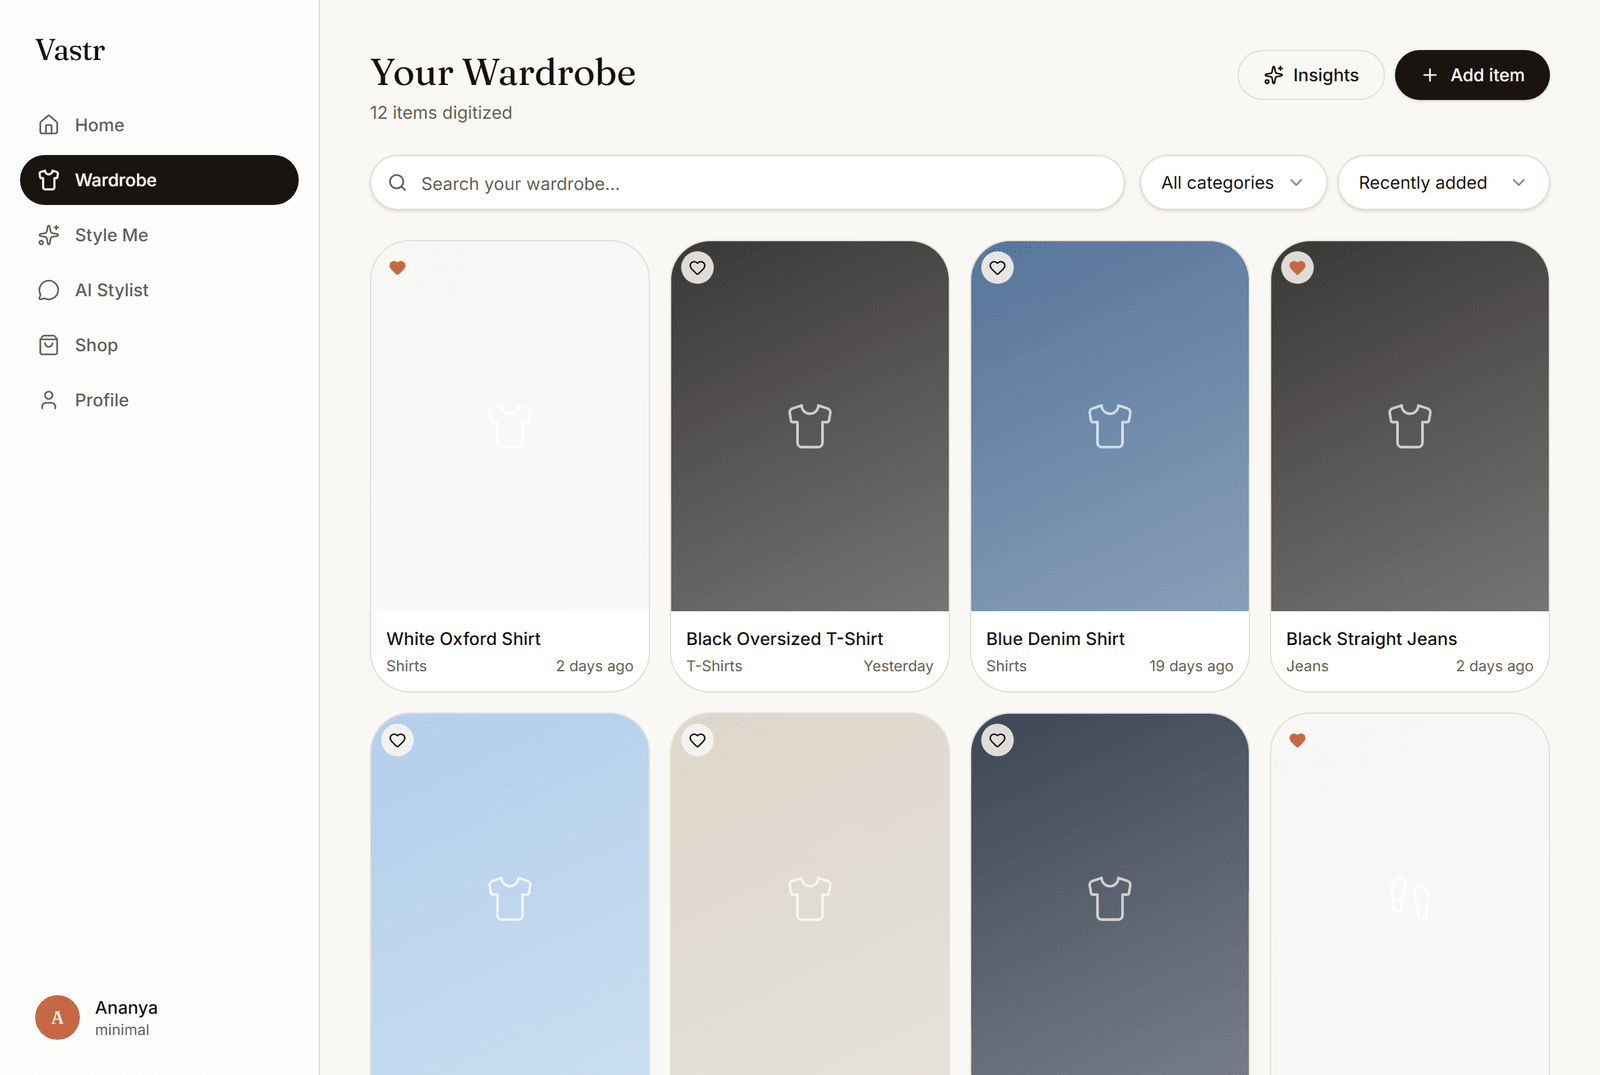 Vastr
Home
Wardrobe
Style Me
AI Stylist
Shop
Profile
A
Ananya
minimal
Your Wardrobe
12 items digitized
Insights
Add item
Search your wardrobe...
All categories
Recently added
White Oxford Shirt
Shirts
2 days ago
Black Oversized T-Shirt
T-Shirts
Yesterday
Blue Denim Shirt
Shirts
19 days ago
Black Straight Jeans
Jeans
2 days ago